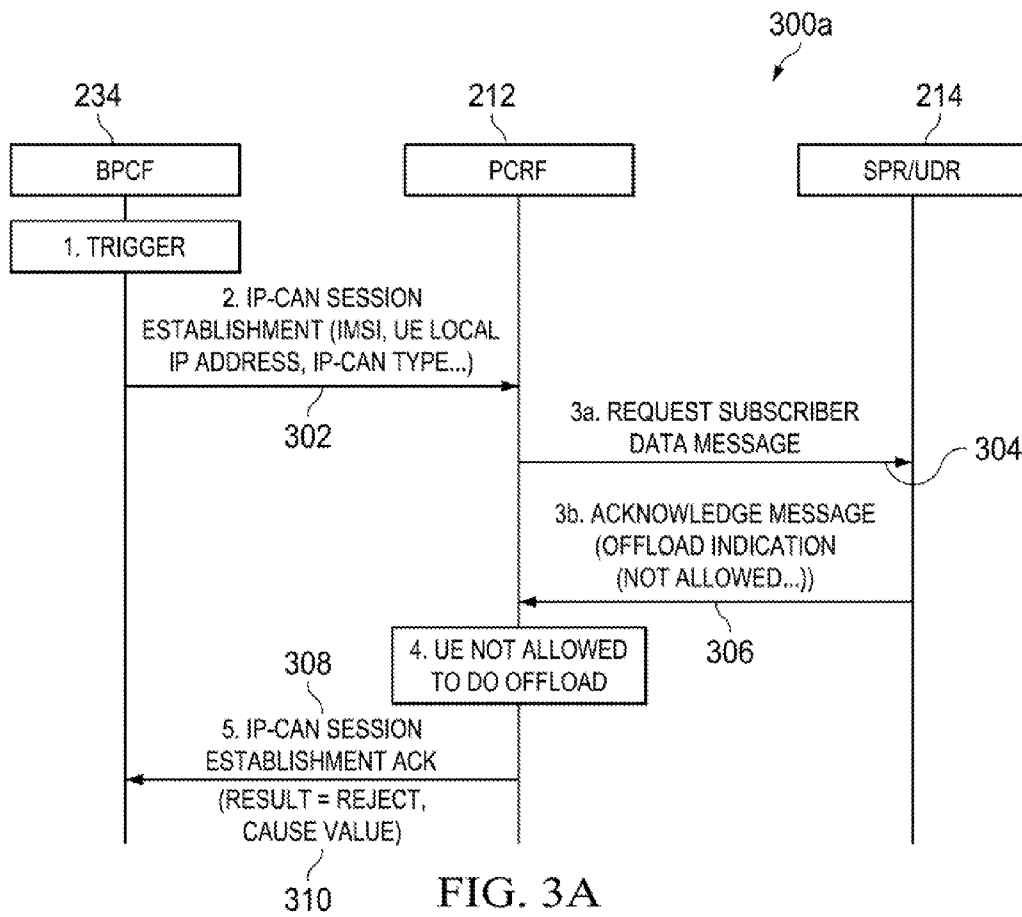 300a
234
212
214
BPCF
PCRF
SPR/UDR
1. TRIGGER
2. IP-CAN SESSION
ESTABLISHMENT (IMSI, UE LOCAL
IP ADDRESS, IP-CAN TYPE...)
302
3a. REQUEST SUBSCRIBER
DATA MESSAGE
304
3b. ACKNOWLEDGE MESSAGE
(OFFLOAD INDICATION
(NOT ALLOWED...))
306
4. UE NOT ALLOWED
TO DO OFFLOAD
308
5. IP-CAN SESSION
ESTABLISHMENT ACK
(RESULT = REJECT,
CAUSE VALUE)
310
FIG. 3A